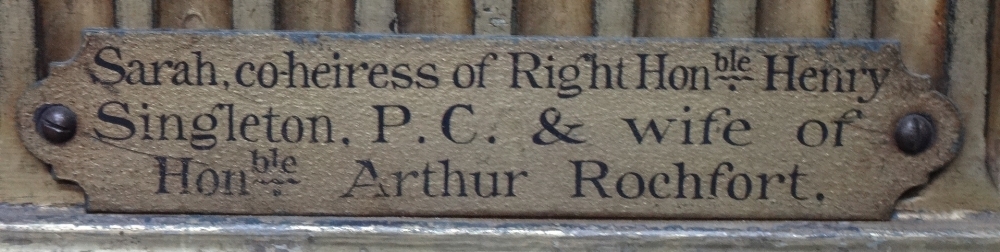 Sarah, co-heiress of Right Honble Henry
Singleton. P.C. & wife of
Honble Arthur Rochfort.